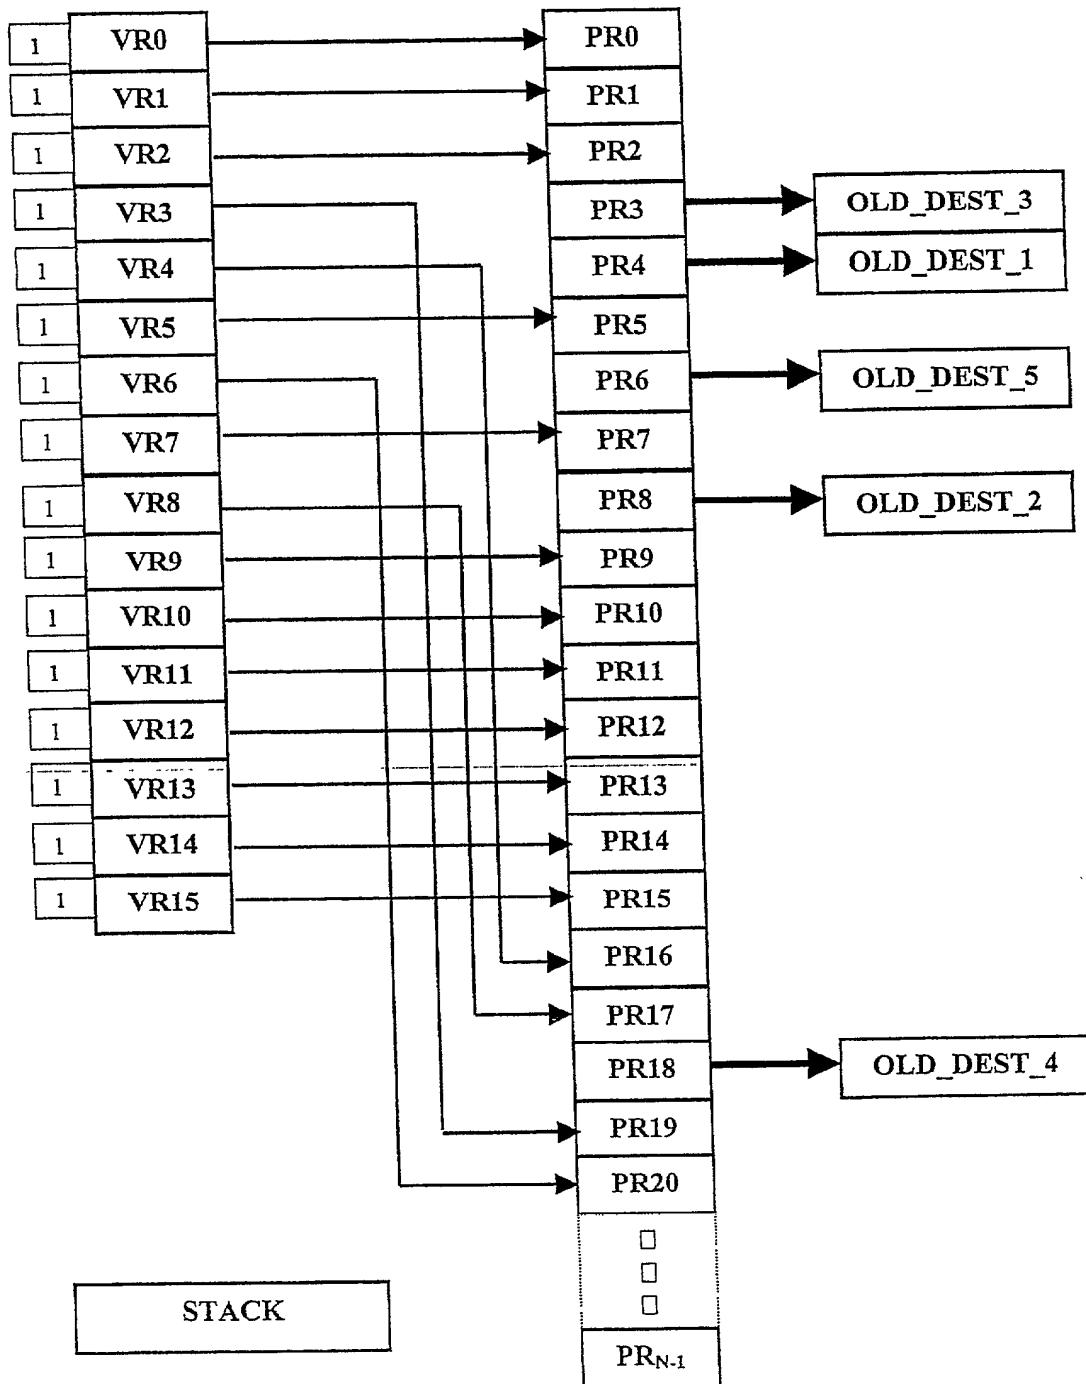 1 VR0 PR0
1 VR1 PR1
1 VR2 PR2
1 VR3 PR3 OLD_DEST_3
1 VR4 PR4 OLD_DEST_1
1 VR5 PR5
1 VR6 PR6 OLD_DEST_5
1 VR7 PR7
1 VR8 PR8 OLD_DEST_2
1 VR9 PR9
1 VR10 PR10
1 VR11 PR11
1 VR12 PR12
1 VR13 PR13
1 VR14 PR14
1 VR15 PR15
PR16
PR17
PR18 OLD_DEST_4
PR19
PR20
STACK
PRN-1